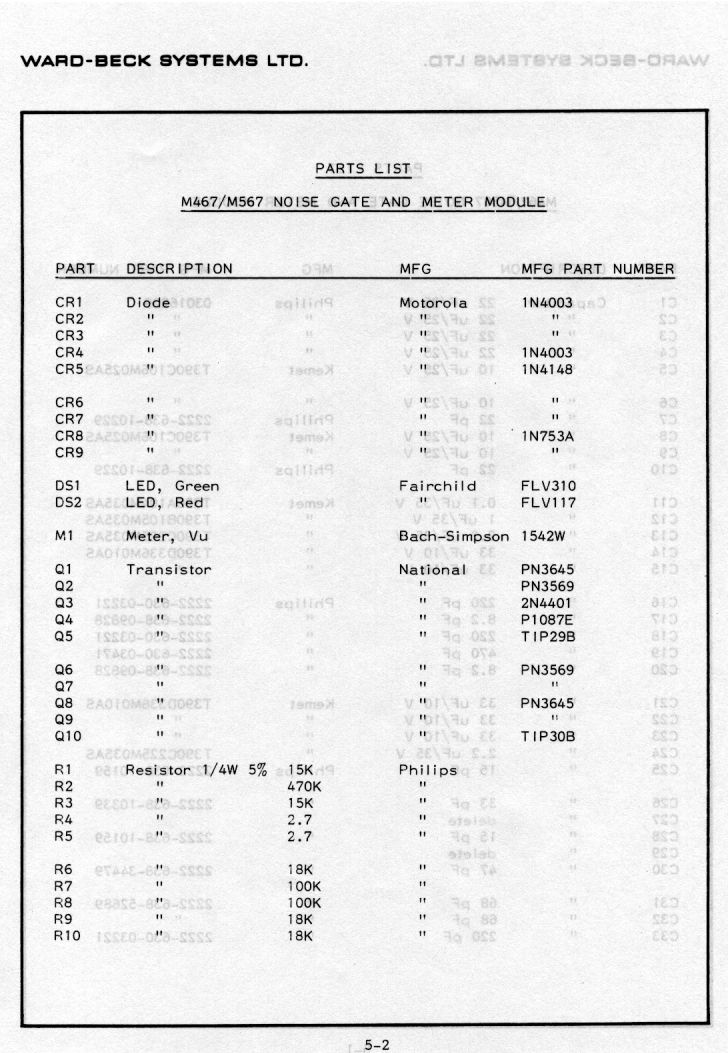 WARD-BECK SYSTEMS LTD.
PARTS LIST
M467/M567 NOISE GATE AND METER MODULE
PART DESCRIPTION MFG MFG PART NUMBER
CR1 Diode Motorola 1N4003
CR2 " " "
CR3 " " "
CR4 " " 1N4003
CR5 " " 1N4148
CR6 " " "
CR7 " " "
CR8 " " 1N753A
CR9 " " "
DS1 LED, Green Fairchild FLV310
DS2 LED, Red " FLV117
M1 Meter, Vu Bach-Simpson 1542W
Q1 Transistor National PN3645
Q2 " " PN3569
Q3 " " 2N4401
Q4 " " P1087E
Q5 " " TIP29B
Q6 " " PN3569
Q7 " " "
Q8 " " PN3645
Q9 " " "
Q10 " " TIP30B
R1 Resistor 1/4W 5% 15K Philips
R2 " 470K "
R3 " 15K "
R4 " 2.7 "
R5 " 2.7 "
R6 " 18K "
R7 " 100K "
R8 " 100K "
R9 " 18K "
R10 " 18K "
5-2